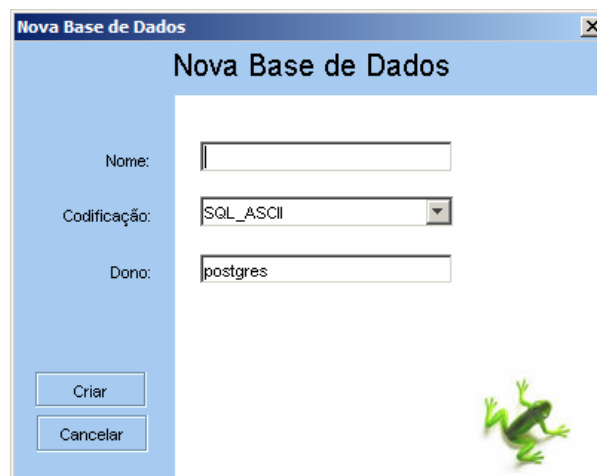 Nova Base de Dados
Nova Base de Dados
Nome:
Codificação: SQL_ASCII
Dono: postgres
Criar
Cancelar